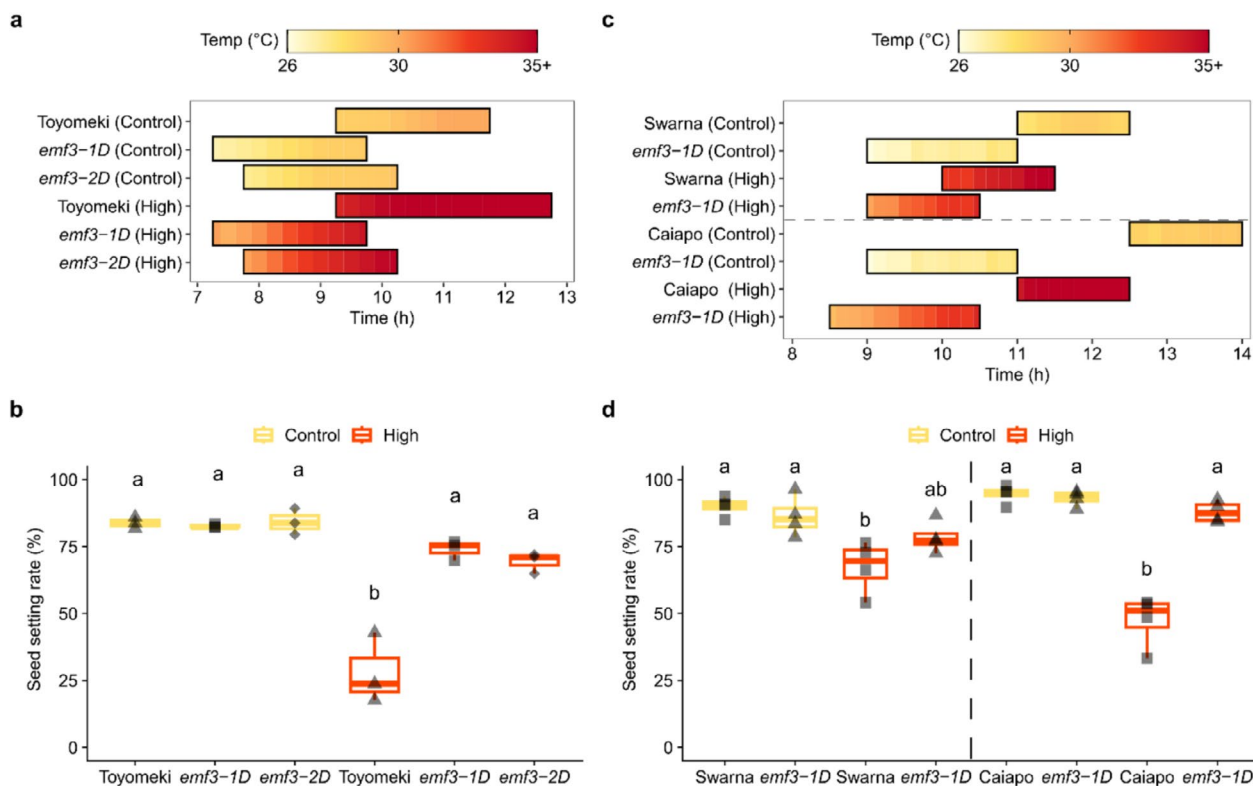 a
Temp (°C)
26 30 35+
Toyomeki (Control)
emf3−1D (Control)
emf3−2D (Control)
Toyomeki (High)
emf3−1D (High)
emf3−2D (High)
7 8 9 10 11 12 13
Time (h)
c
Temp (°C)
26 30 35+
Swarna (Control)
emf3−1D (Control)
Swarna (High)
emf3−1D (High)
Caiapo (Control)
emf3−1D (Control)
Caiapo (High)
emf3−1D (High)
8 9 10 11 12 13 14
Time (h)
b
Control High
Seed setting rate (%)
100
75
50
25
0
a a a b a a
Toyomeki emf3−1D emf3−2D Toyomeki emf3−1D emf3−2D
d
Control High
Seed setting rate (%)
100
75
50
25
0
a a b ab a a b a
Swarna emf3−1D Swarna emf3−1D Caiapo emf3−1D Caiapo emf3−1D